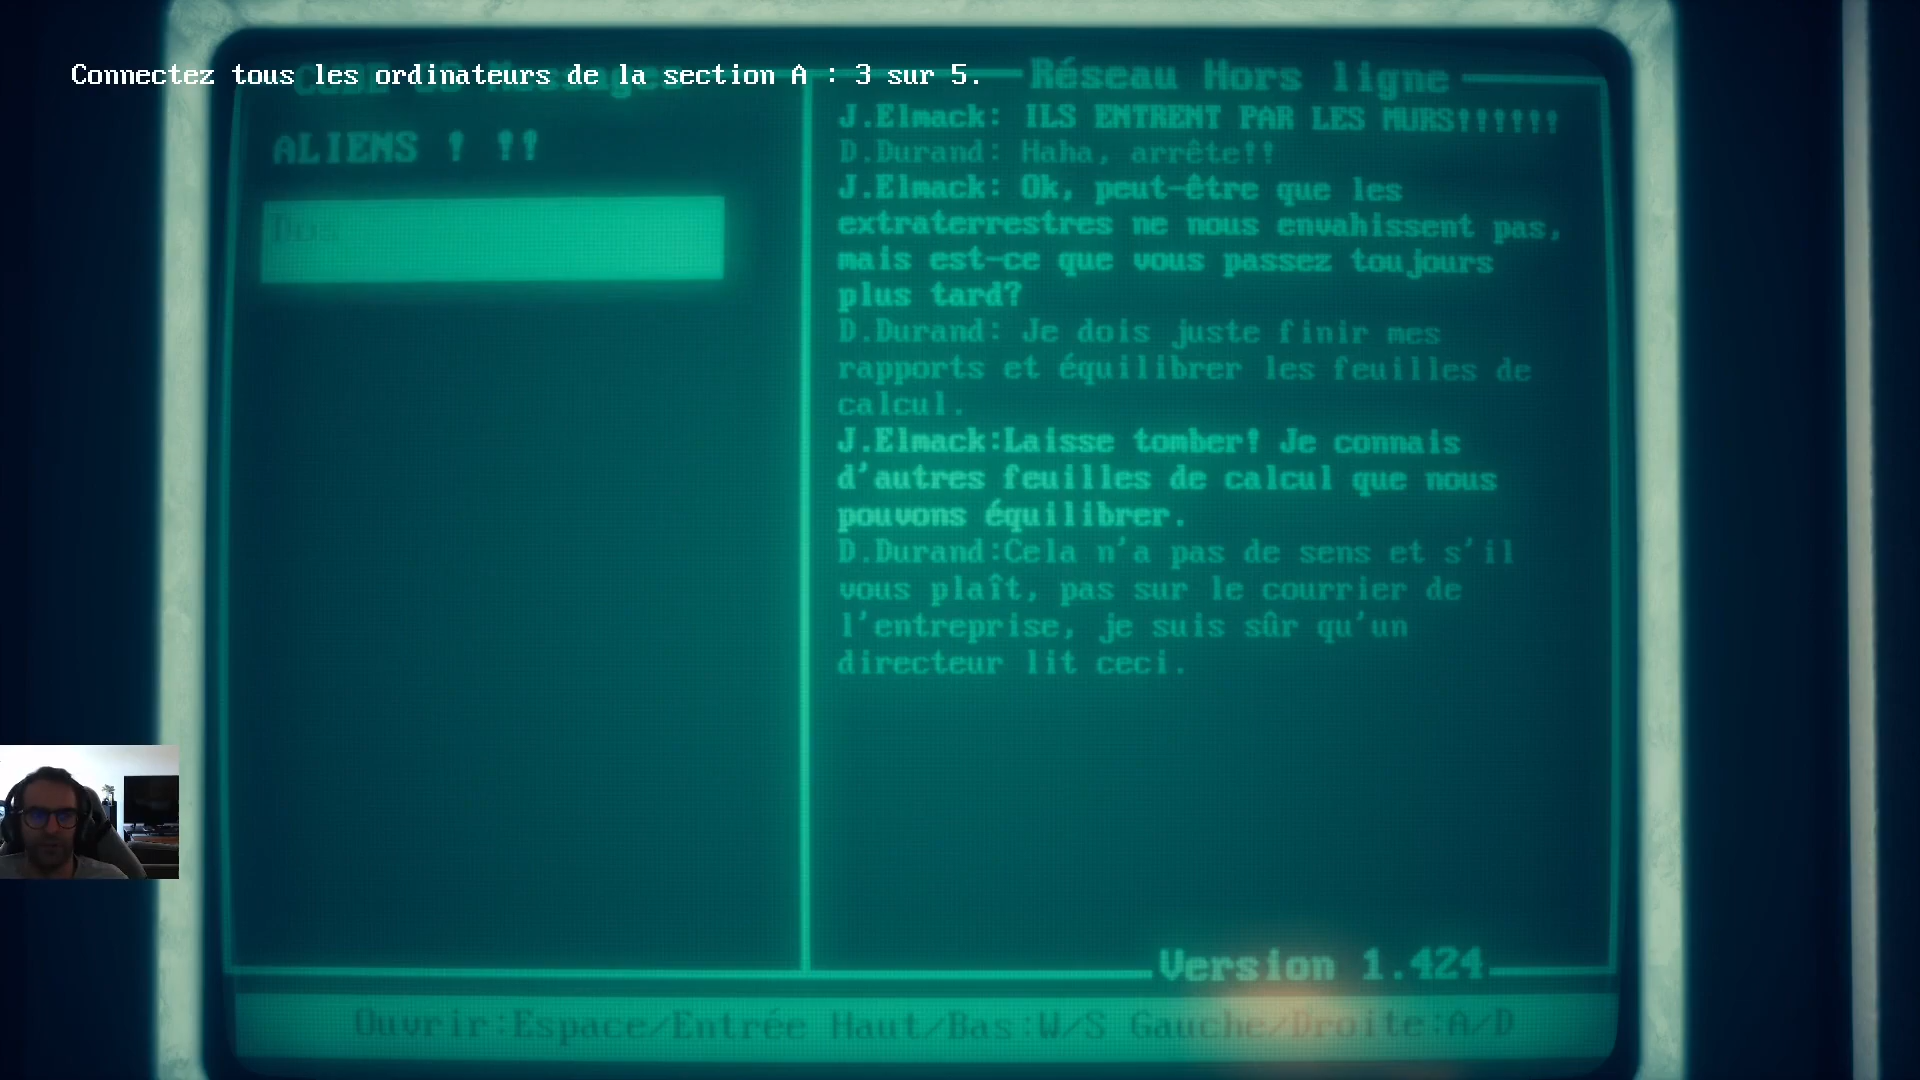 Connectez tous les ordinateurs de la section A : 3 sur 5.
Réseau Hors ligne
ALIENS ! !!
Dos
J.Elmack: ILS ENTRENT PAR LES MURS!!!!!!
D.Durand: Haha, arrête!!
J.Elmack: Ok, peut-être que les
extraterrestres ne nous envahissent pas,
mais est-ce que vous passez toujours
plus tard?
D.Durand: Je dois juste finir mes
rapports et équilibrer les feuilles de
calcul.
J.Elmack:Laisse tomber! Je connais
d'autres feuilles de calcul que nous
pouvons équilibrer.
D.Durand:Cela n'a pas de sens et s'il
vous plaît, pas sur le courrier de
l'entreprise, je suis sûr qu'un
directeur lit ceci.
Version 1.424
Ouvrir:Espace/Entrée Haut/Bas:W/S Gauche/Droite:A/D